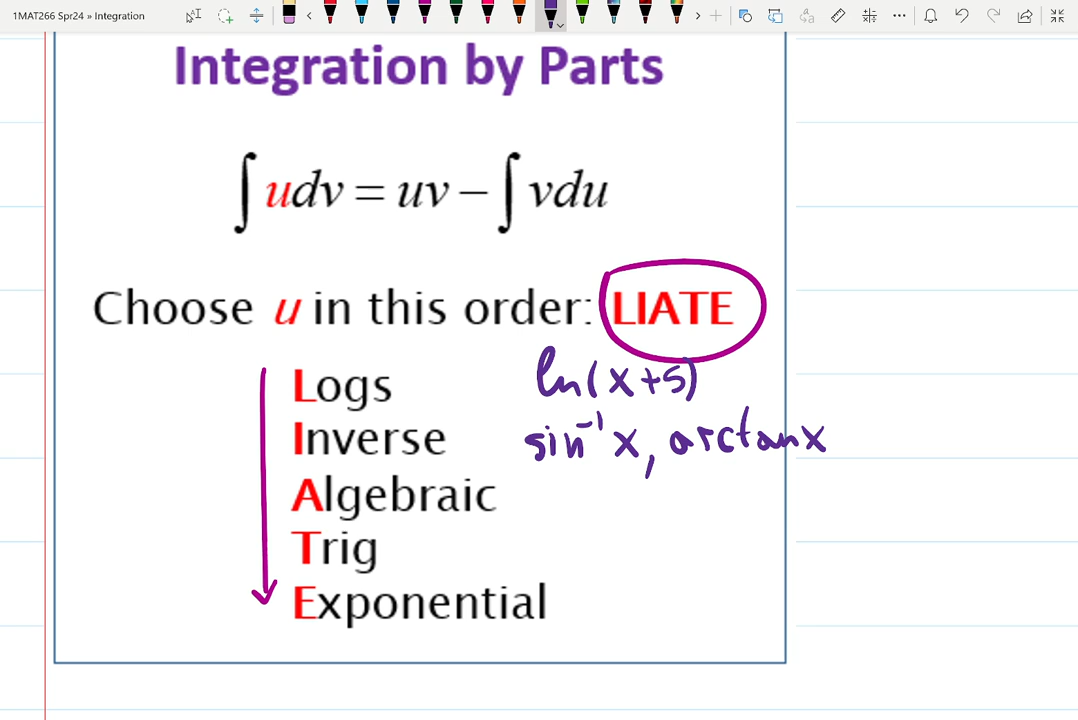 1MAT266 Spr24 » Integration
Integration by Parts
∫udv = uv − ∫vdu
Choose u in this order: LIATE
Logs ln(x+5)
Inverse sin⁻¹x, arctanx
Algebraic
Trig
Exponential